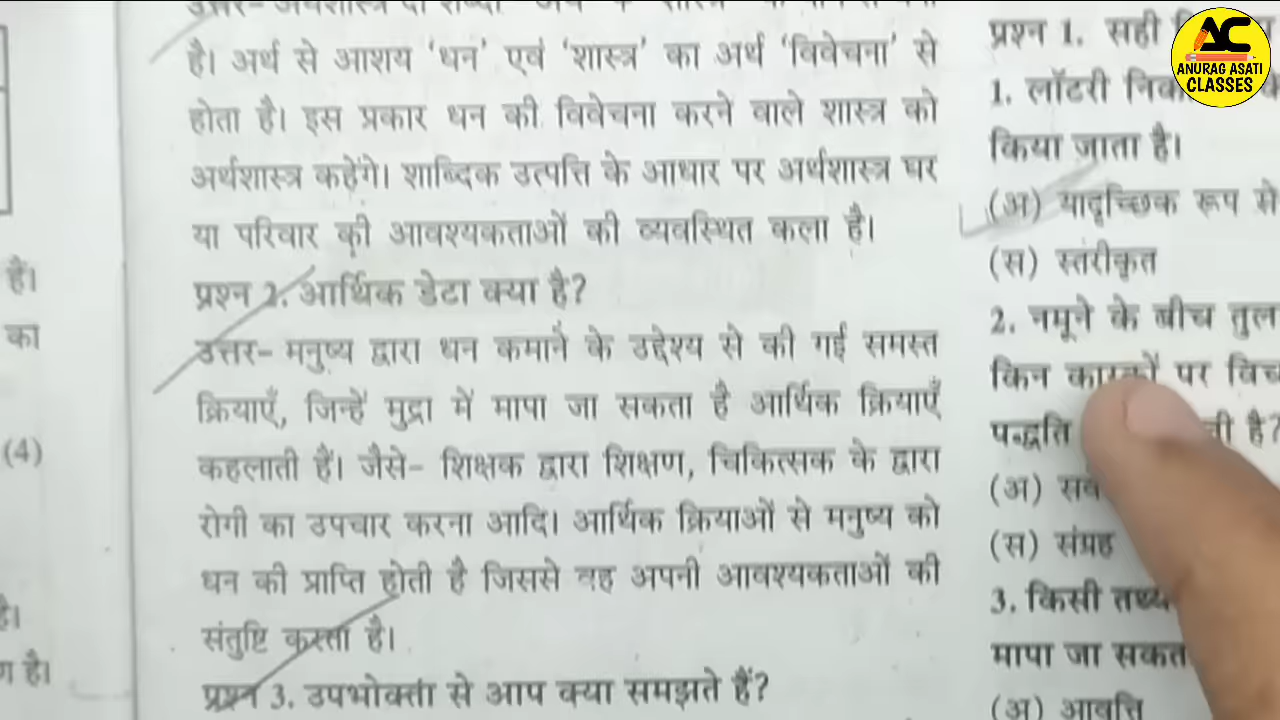 है। अर्थ से आशय ‘धन’ एवं ‘शास्त्र’ का अर्थ ‘विवेचना’ से
होता है। इस प्रकार धन की विवेचना करने वाले शास्त्र को
अर्थशास्त्र कहेंगे। शाब्दिक उत्पत्ति के आधार पर अर्थशास्त्र घर
या परिवार की आवश्यकताओं की व्यवस्थित कला है।
प्रश्न 2. आर्थिक डेटा क्या है?
उत्तर– मनुष्य द्वारा धन कमाने के उद्देश्य से की गई समस्त
क्रियाएँ, जिन्हें मुद्रा में मापा जा सकता है आर्थिक क्रियाएँ
कहलाती हैं। जैसे– शिक्षक द्वारा शिक्षण, चिकित्सक के द्वारा
रोगी का उपचार करना आदि। आर्थिक क्रियाओं से मनुष्य को
धन की प्राप्ति होती है जिससे वह अपनी आवश्यकताओं की
संतुष्टि करता है।
प्रश्न 3. उपभोक्ता से आप क्या समझते हैं?
हैं।
का
(4)
है।
है।
प्रश्न 1. सही
1. लॉटरी
किया जाता है।
(अ) यादृच्छिक रूप से
(स) स्तरीकृत
2. नमूने के बीच
किन कारकों पर
पद्धति है?
(अ)
(स) संग्रह
3. किसी तथ्य
मापा जा
(अ) आवृत्ति
AC
ANURAG ASATI
CLASSES